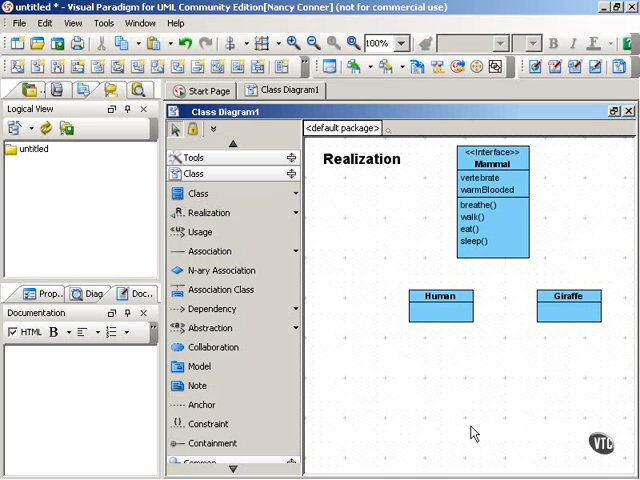 untitled * - Visual Paradigm for UML Community Edition[Nancy Conner] (not for commercial use)
File Edit View Tools Window Help
100%
B I F
Start Page
Class Diagram1
Logical View
untitled
Class Diagram1
<default package>
Tools
Class
Class
Realization
Usage
Association
N-ary Association
Association Class
Dependency
Abstraction
Collaboration
Model
Note
Anchor
Constraint
Containment
Common
Realization
<<Interface>>
Mammal
vertebrate
warmBlooded
breathe()
walk()
eat()
sleep()
Human
Giraffe
Prop...
Diag
Doc...
Documentation
HTML B
VTC